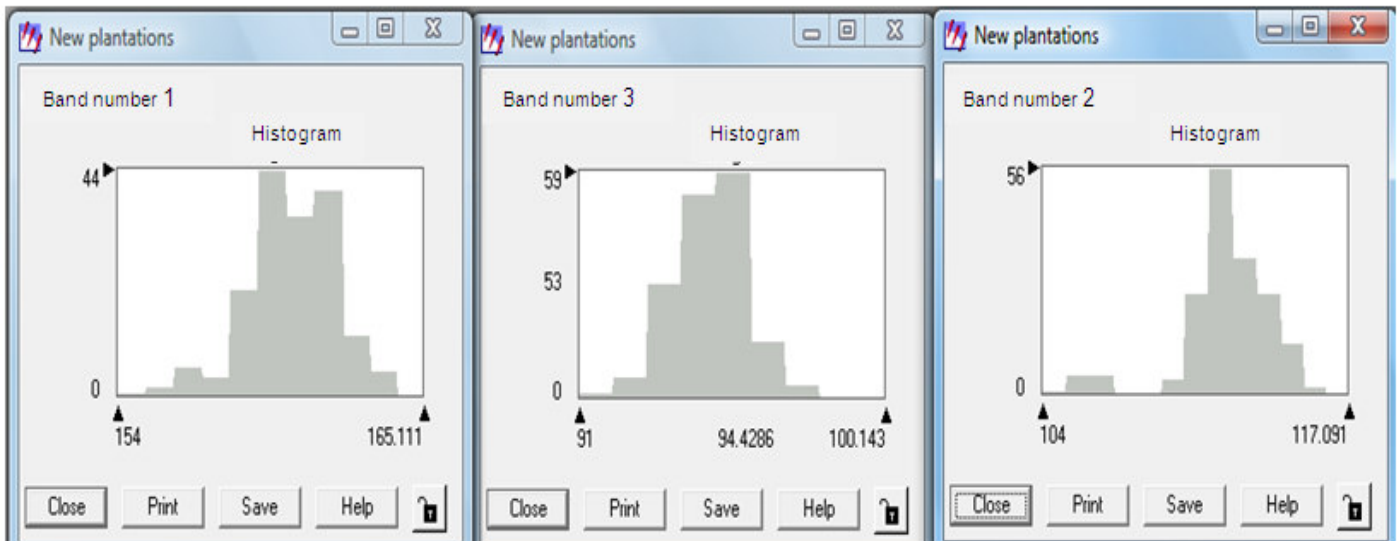 New plantations
Band number 1
Histogram
44
0
154 165.111
Close Print Save Help
New plantations
Band number 3
Histogram
59
53
0
91 94.4286 100.143
Close Print Save Help
New plantations
Band number 2
Histogram
56
0
104 117.091
Close Print Save Help